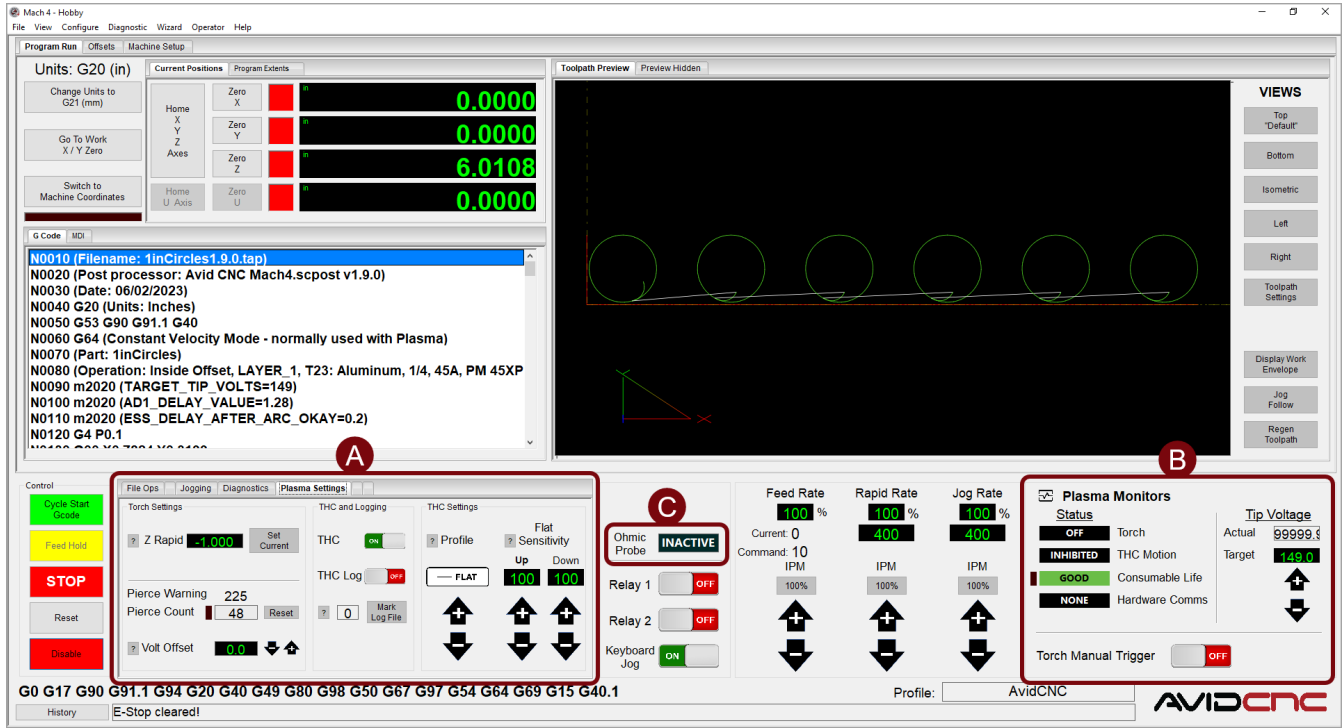 Mach 4 - Hobby
File View Configure Diagnostic Wizard Operator Help
Program Run Offsets Machine Setup
Units: G20 (in)
Change Units to
G21 (mm)
Go To Work
X / Y Zero
Switch to
Machine Coordinates
Current Positions Program Extents
Home
X
Y
Z
Axes
Zero
X
in
0.0000
Zero
Y
in
0.0000
Zero
Z
in
6.0108
Home
U Axis
Zero
U
in
0.0000
G Code MDI
N0010 (Filename: 1inCircles1.9.0.tap)
N0020 (Post processor: Avid CNC Mach4.scpost v1.9.0)
N0030 (Date: 06/02/2023)
N0040 G20 (Units: Inches)
N0050 G53 G90 G91.1 G40
N0060 G64 (Constant Velocity Mode - normally used with Plasma)
N0070 (Part: 1inCircles)
N0080 (Operation: Inside Offset, LAYER_1, T23: Aluminum, 1/4, 45A, PM 45XP
N0090 m2020 (TARGET_TIP_VOLTS=149)
N0100 m2020 (AD1_DELAY_VALUE=1.28)
N0110 m2020 (ESS_DELAY_AFTER_ARC_OKAY=0.2)
N0120 G4 P0.1
Toolpath Preview Preview Hidden
VIEWS
Top
"Default"
Bottom
Isometric
Left
Right
Toolpath
Settings
Display Work
Envelope
Jog
Follow
Regen
Toolpath
Control
Cycle Start
Gcode
Feed Hold
STOP
Reset
Disable
A
File Ops Jogging Diagnostics Plasma Settings
Torch Settings
? Z Rapid -1.000 Set
Current
Pierce Warning 225
Pierce Count 48 Reset
? Volt Offset 0.0
THC and Logging
THC ON
THC Log OFF
? 0 Mark
Log File
THC Settings
? Profile
FLAT
Flat
? Sensitivity
Up Down
100 100
C
Ohmic
Probe INACTIVE
Relay 1 OFF
Relay 2 OFF
Keyboard
Jog ON
Feed Rate
100 %
Current: 0
Command: 10
IPM
100%
Rapid Rate
100 %
400
IPM
100%
Jog Rate
100 %
400
IPM
100%
B
Plasma Monitors
Status
OFF Torch
INHIBITED THC Motion
GOOD Consumable Life
NONE Hardware Comms
Tip Voltage
Actual 99999.9
Target 149.0
Torch Manual Trigger OFF
G0 G17 G90 G91.1 G94 G20 G40 G49 G80 G98 G50 G67 G97 G54 G64 G69 G15 G40.1
Profile: AvidCNC
History E-Stop cleared!
AVIDCNC